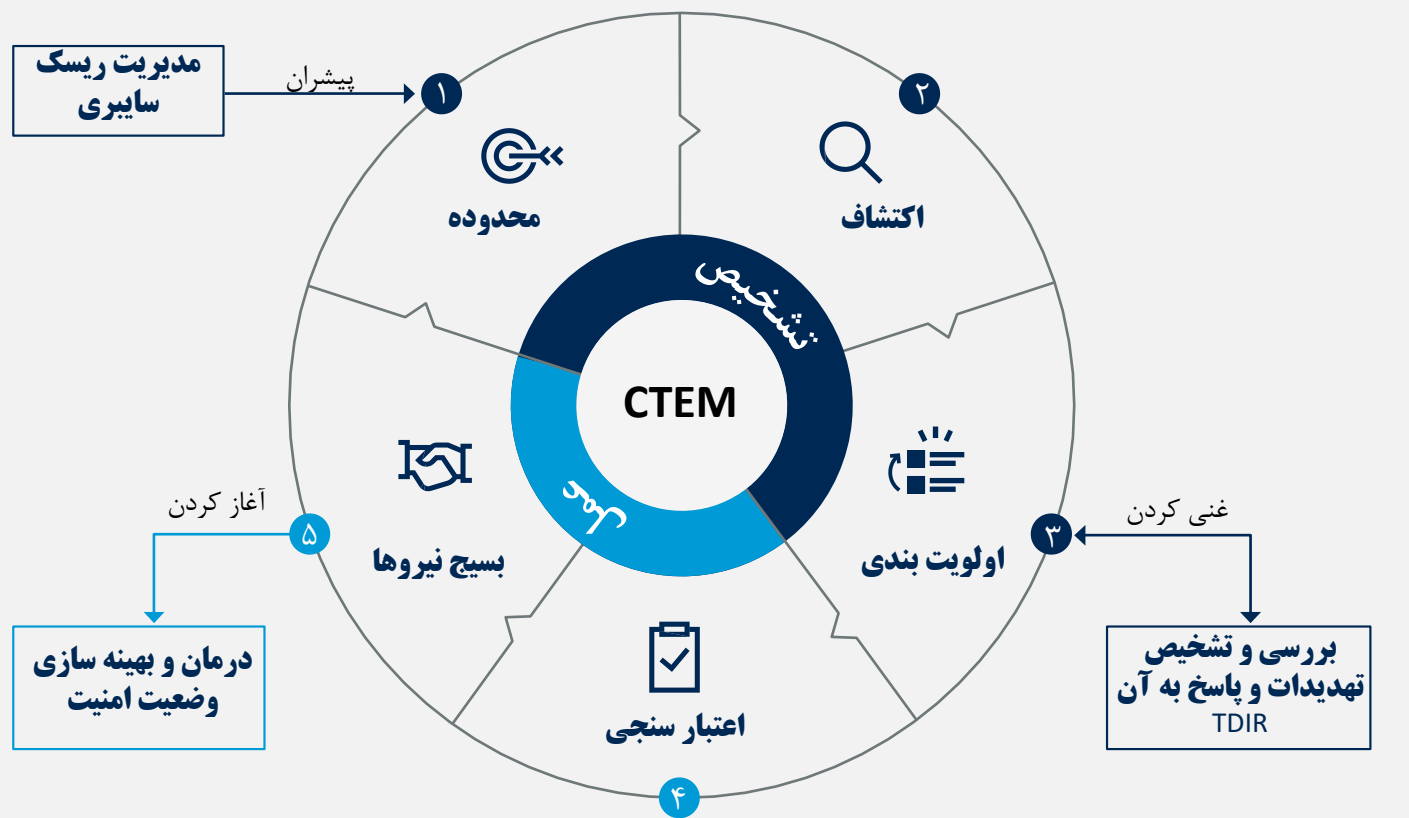 مدیریت ریسک
سایبری
پیشران
۱
محدوده
۲
اکتشاف
تشخیص
CTEM
عمل
۳
اولویت بندی
غنی کردن
بررسی و تشخیص
تهدیدات و پاسخ به آن
TDIR
۴
اعتبار سنجی
۵
بسیج نیروها
آغاز کردن
درمان و بهینه سازی
وضعیت امنیت